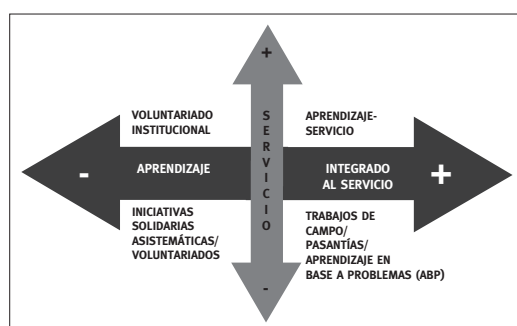 +
VOLUNTARIADO
INSTITUCIONAL
SERVICIO
APRENDIZAJE-
SERVICIO
-
APRENDIZAJE
INTEGRADO
AL SERVICIO
+
INICIATIVAS
SOLIDARIAS
ASISTEMÁTICAS/
VOLUNTARIADOS
TRABAJOS DE
CAMPO/
PASANTÍAS/
APRENDIZAJE EN
BASE A PROBLEMAS (ABP)
-